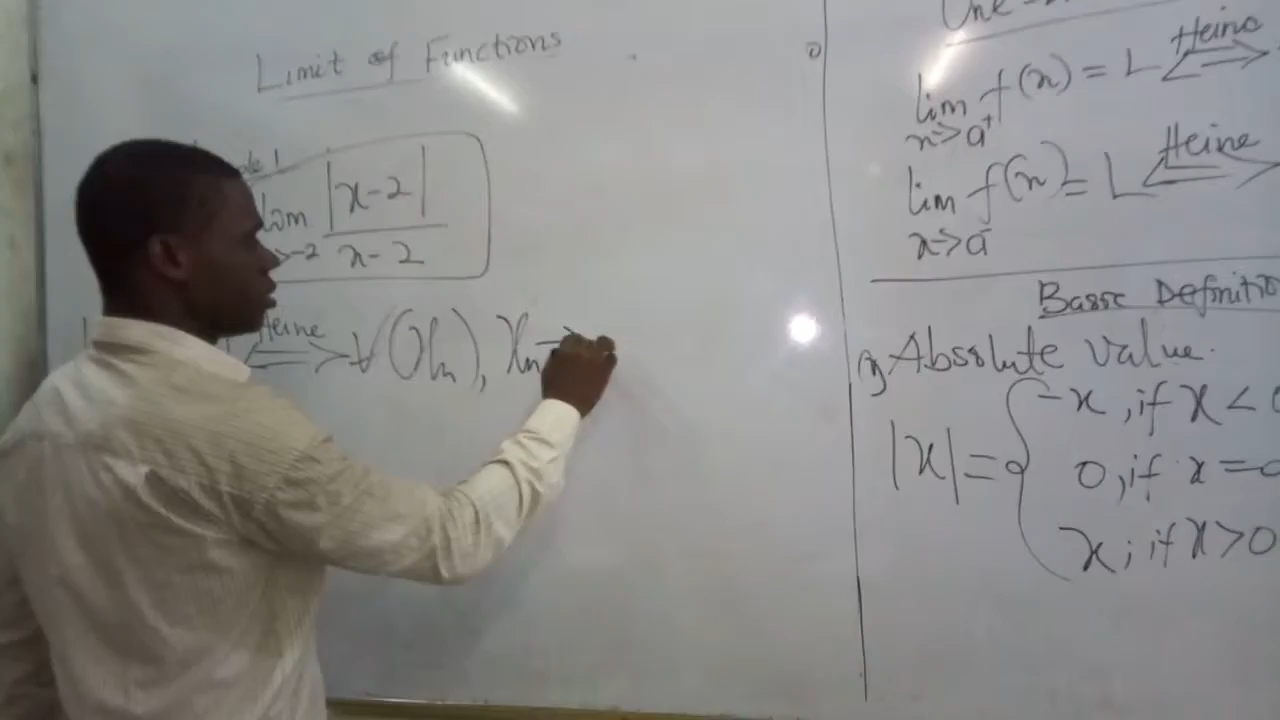 Limit of Functions
lim |x-2|
x-2
Heine ⟺ ∀(xn), xn
lim f(x) = L Heine ⟺
x->a⁺
lim f(x) = L Heine ⟺
x->a⁻
Basic Definitio
Absolute value.
|x| = { -x, if x < 0
0, if x = 0
x; if x > 0